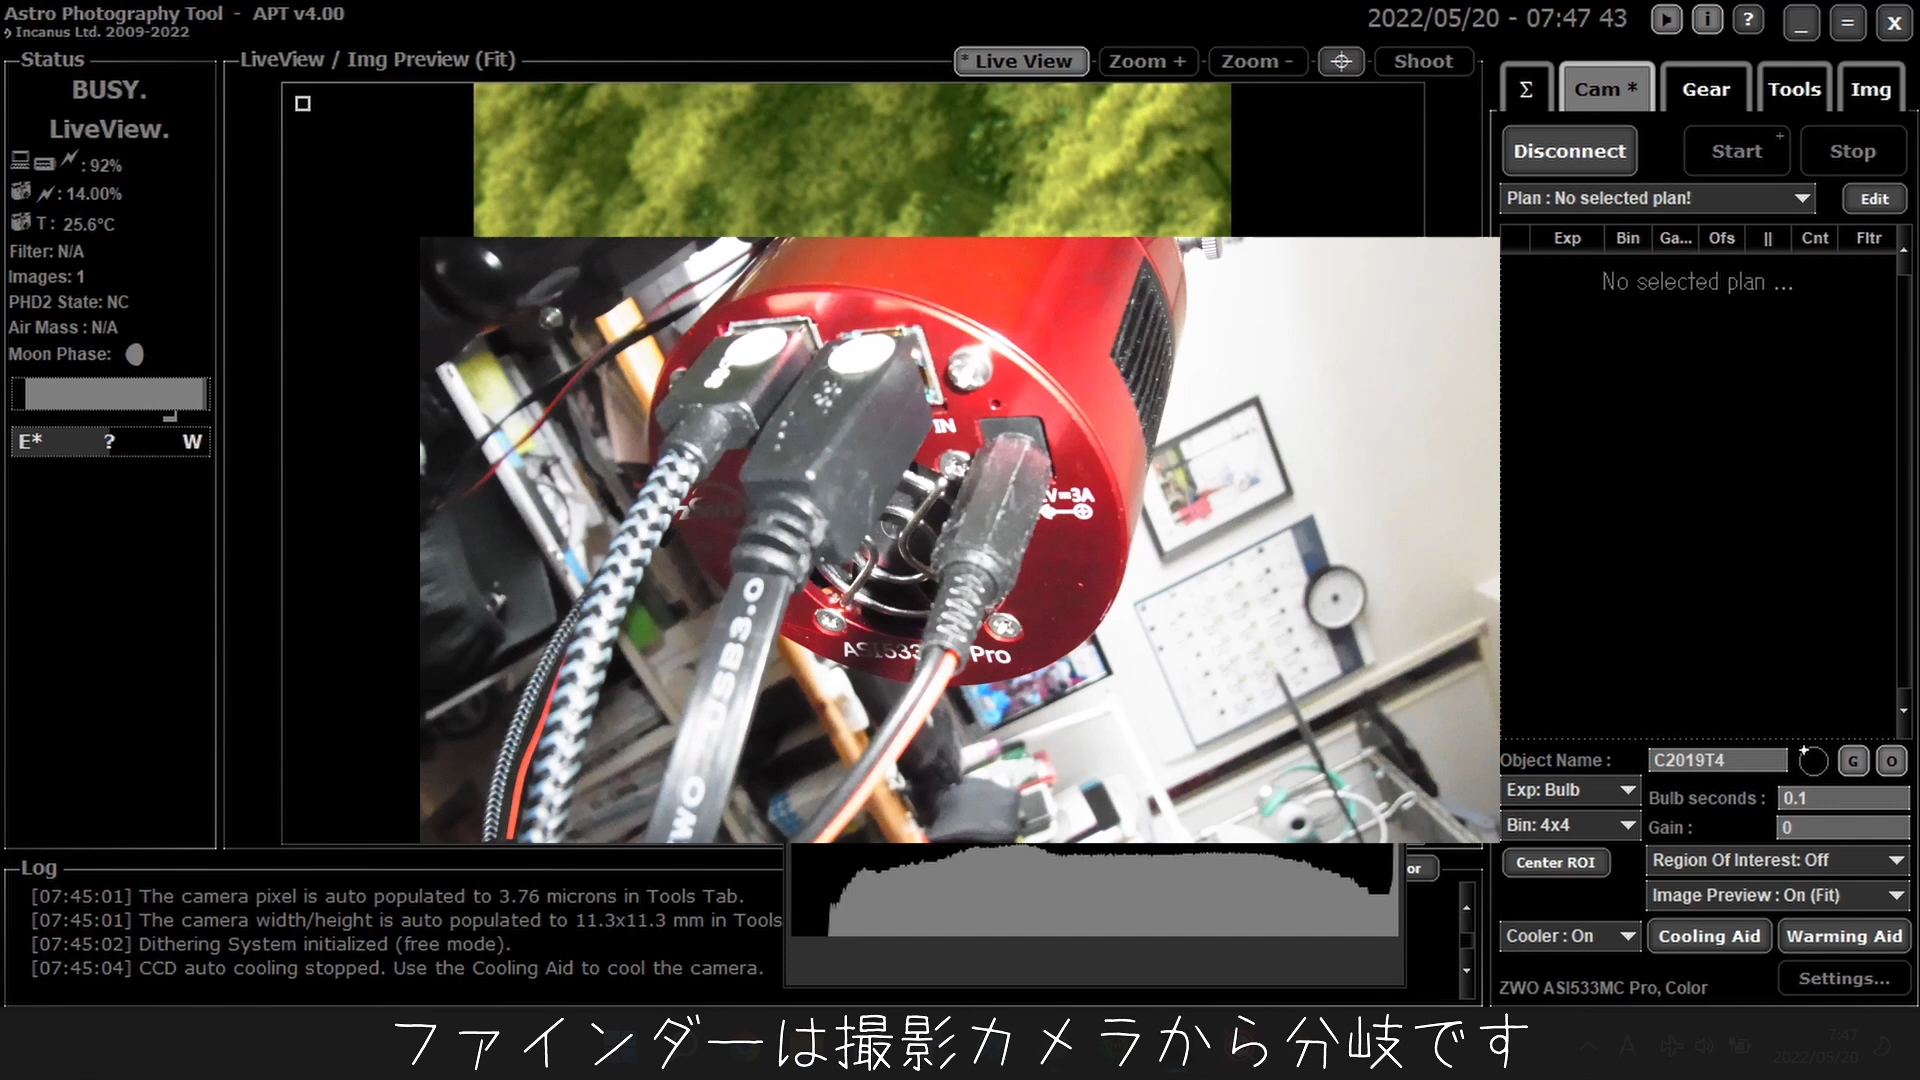 Astro Photography Tool - APT v4.00
Incanus Ltd. 2009-2022
2022/05/20 - 07:47 43
i
?
_
=
X
Status
BUSY.
LiveView.
: 92%
: 14.00%
T : 25.6°C
Filter: N/A
Images: 1
PHD2 State: NC
Air Mass : N/A
Moon Phase:
E* ? W
LiveView / Img Preview (Fit)
* Live View
Zoom +
Zoom -
Shoot
Σ
Cam *
Gear
Tools
Img
Disconnect
Start +
Stop
Plan : No selected plan!
Edit
Exp Bin Ga... Ofs || Cnt Fltr
No selected plan ...
IN
V=3A
ASI533 Pro
USB3.0
ZWO
Object Name : C2019T4
G
O
Exp: Bulb
Bulb seconds : 0.1
Bin: 4x4
Gain : 0
Center ROI
Region Of Interest: Off
Image Preview : On (Fit)
Cooler : On
Cooling Aid
Warming Aid
ZWO ASI533MC Pro, Color
Settings...
Log
[07:45:01] The camera pixel is auto populated to 3.76 microns in Tools Tab.
[07:45:01] The camera width/height is auto populated to 11.3x11.3 mm in Tools
[07:45:02] Dithering System initialized (free mode).
[07:45:04] CCD auto cooling stopped. Use the Cooling Aid to cool the camera.
or
ファインダーは撮影カメラから分岐です
7:47
2022/05/20